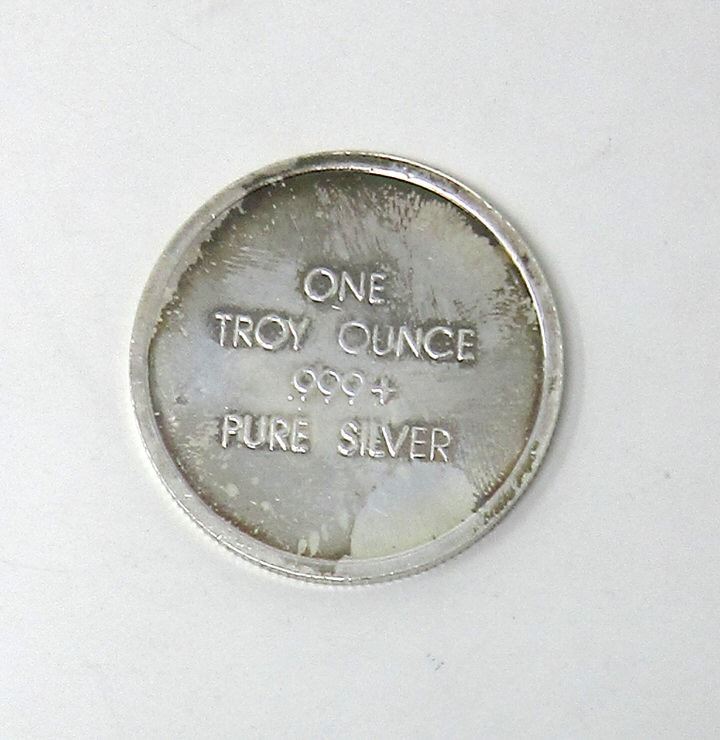 ONE
TROY OUNCE
.999+
PURE SILVER